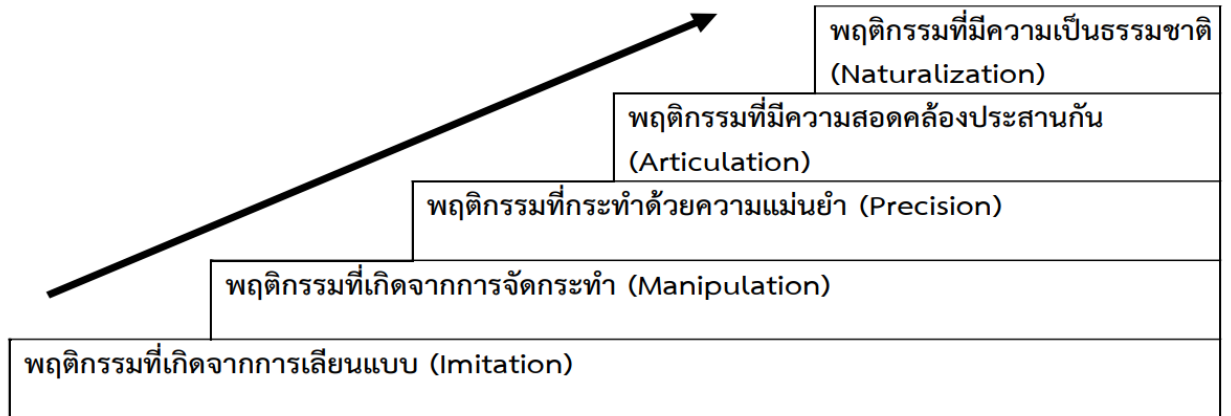 พฤติกรรมที่มีความเป็นธรรมชาติ
(Naturalization)
พฤติกรรมที่มีความสอดคล้องประสานกัน
(Articulation)
พฤติกรรมที่กระทำด้วยความแม่นยำ (Precision)
พฤติกรรมที่เกิดจากการจัดกระทำ (Manipulation)
พฤติกรรมที่เกิดจากการเลียนแบบ (Imitation)